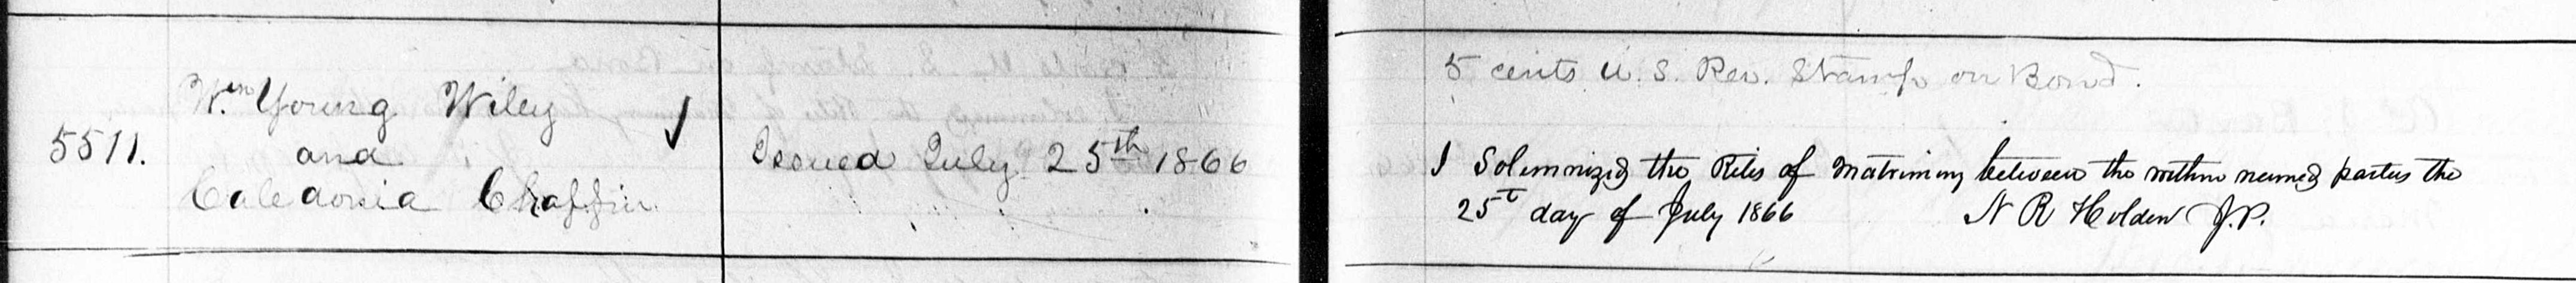 5511.
Wm Young Wiley
and
Caledonia Chaffin
✓
Issued July 25th 1866
5 cents U. S. Rev. Stamp on Bond.
I Solemnized the Rites of Matrimony between the within named parties the
25t day of July 1866 N R Holden J.P.